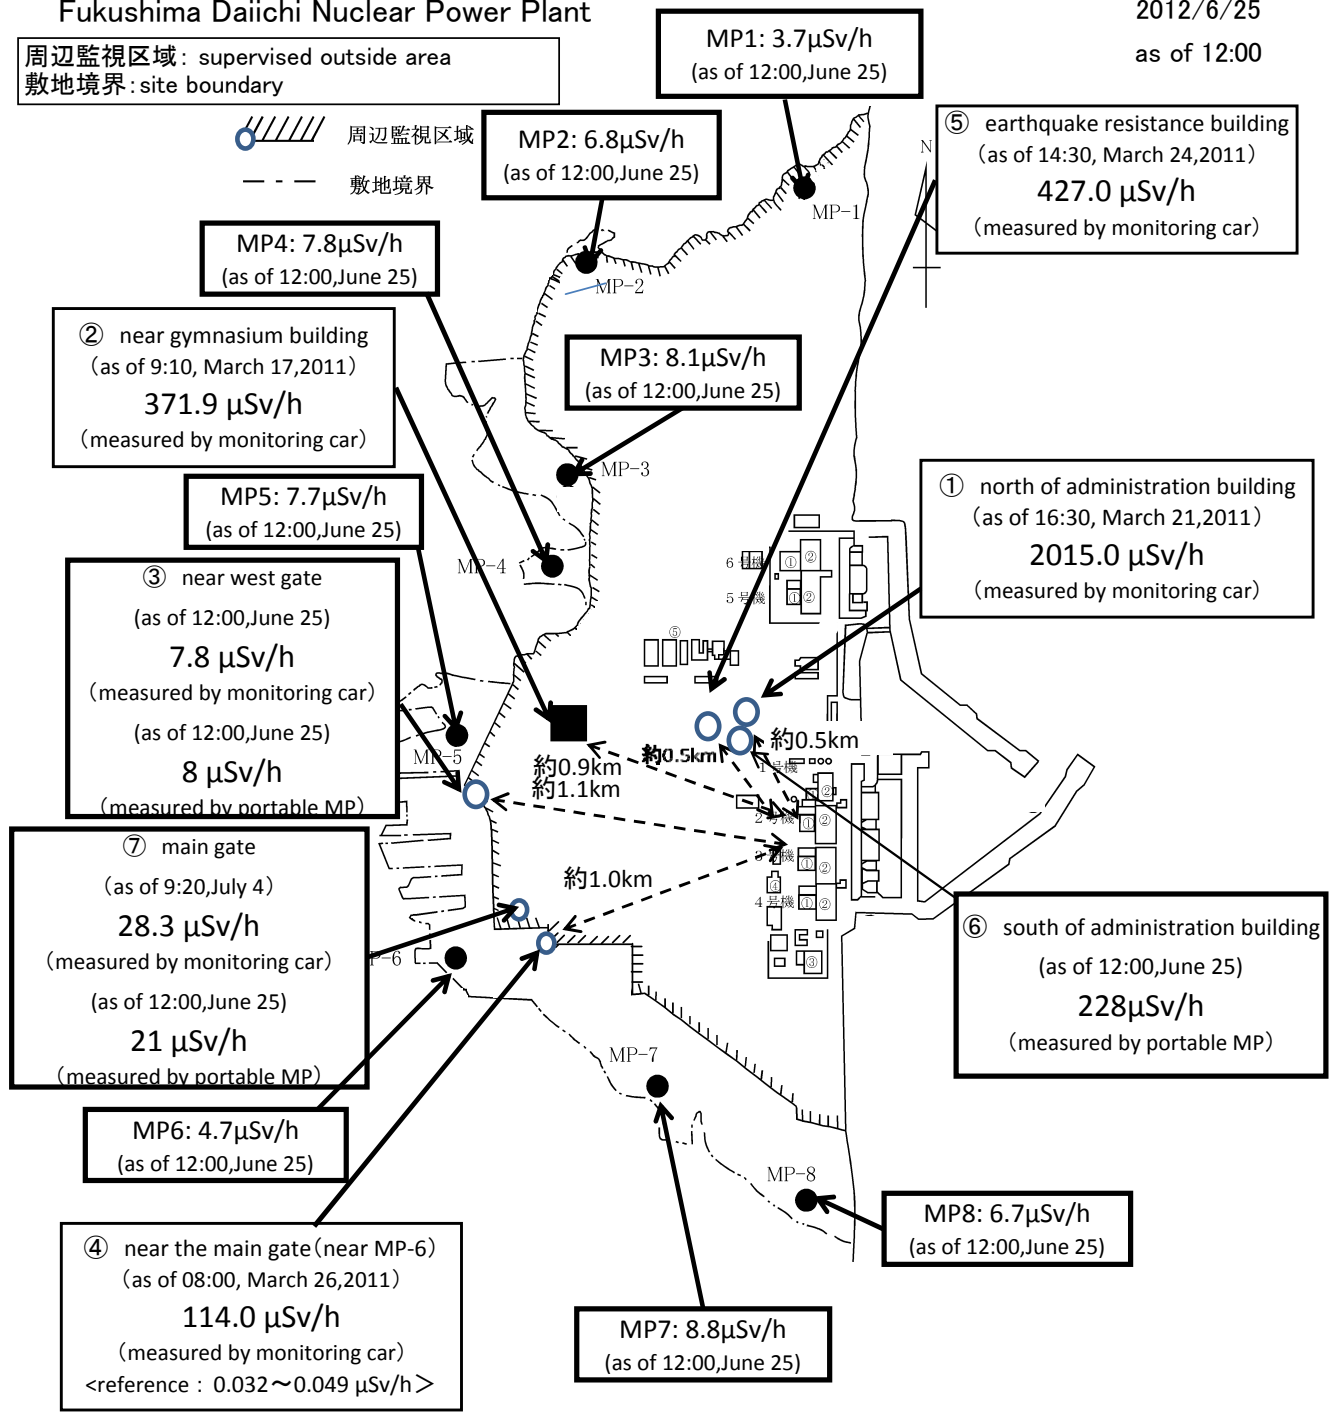 Fukushima Daiichi Nuclear Power Plant
2012/6/25
as of 12:00
周辺監視区域: supervised outside area
敷地境界:site boundary
周辺監視区域
敷地境界
MP1: 3.7μSv/h
(as of 12:00,June 25)
MP2: 6.8μSv/h
(as of 12:00,June 25)
⑤ earthquake resistance building
(as of 14:30, March 24,2011)
427.0 μSv/h
(measured by monitoring car)
N
MP-1
MP4: 7.8μSv/h
(as of 12:00,June 25)
MP-2
② near gymnasium building
(as of 9:10, March 17,2011)
371.9 μSv/h
(measured by monitoring car)
MP3: 8.1μSv/h
(as of 12:00,June 25)
MP-3
MP5: 7.7μSv/h
(as of 12:00,June 25)
① north of administration building
(as of 16:30, March 21,2011)
2015.0 μSv/h
(measured by monitoring car)
MP-4
6号機
① ②
5号機
① ②
③ near west gate
(as of 12:00,June 25)
7.8 μSv/h
(measured by monitoring car)
(as of 12:00,June 25)
8 μSv/h
(measured by portable MP)
⑤
MP-5
約0.9km
約1.1km
約0.5km
約0.5km
1号機
②
2号機
① ②
3号機
① ②
④
4号機
① ②
③
⑦ main gate
(as of 9:20,July 4)
28.3 μSv/h
(measured by monitoring car)
(as of 12:00,June 25)
21 μSv/h
(measured by portable MP)
約1.0km
P-6
⑥ south of administration building
(as of 12:00,June 25)
228μSv/h
(measured by portable MP)
MP-7
MP6: 4.7μSv/h
(as of 12:00,June 25)
MP-8
MP8: 6.7μSv/h
(as of 12:00,June 25)
④ near the main gate(near MP-6)
(as of 08:00, March 26,2011)
114.0 μSv/h
(measured by monitoring car)
<reference : 0.032～0.049 μSv/h>
MP7: 8.8μSv/h
(as of 12:00,June 25)